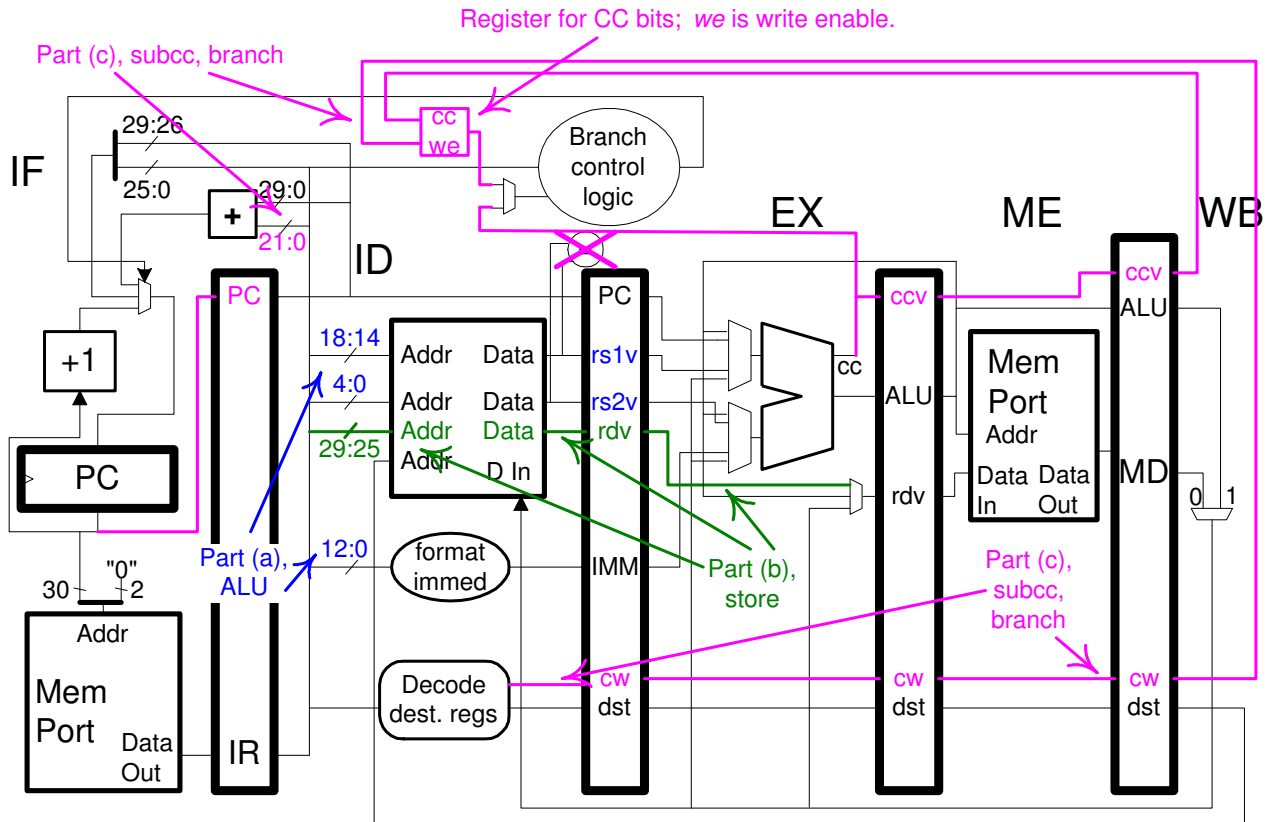 Register for CC bits; we is write enable.
Part (c), subcc, branch
cc
we
Branch
control
logic
29:26
25:0
IF
+
29:0
21:0
ID
EX
ME
WB
PC
PC
ccv
ccv
ALU
+1
18:14
4:0
29:25
Addr
Data
Addr
Data
Addr
Data
Addr
D In
rs1v
rs2v
rdv
cc
ALU
rdv
Mem
Port
Addr
Data
In
Data
Out
MD
0
1
PC
Part (a),
ALU
12:0
format
immed
IMM
Part (b),
store
Part (c),
subcc,
branch
30
"0"
2
Addr
Mem
Port
Data
Out
IR
Decode
dest. regs
cw
dst
cw
dst
cw
dst